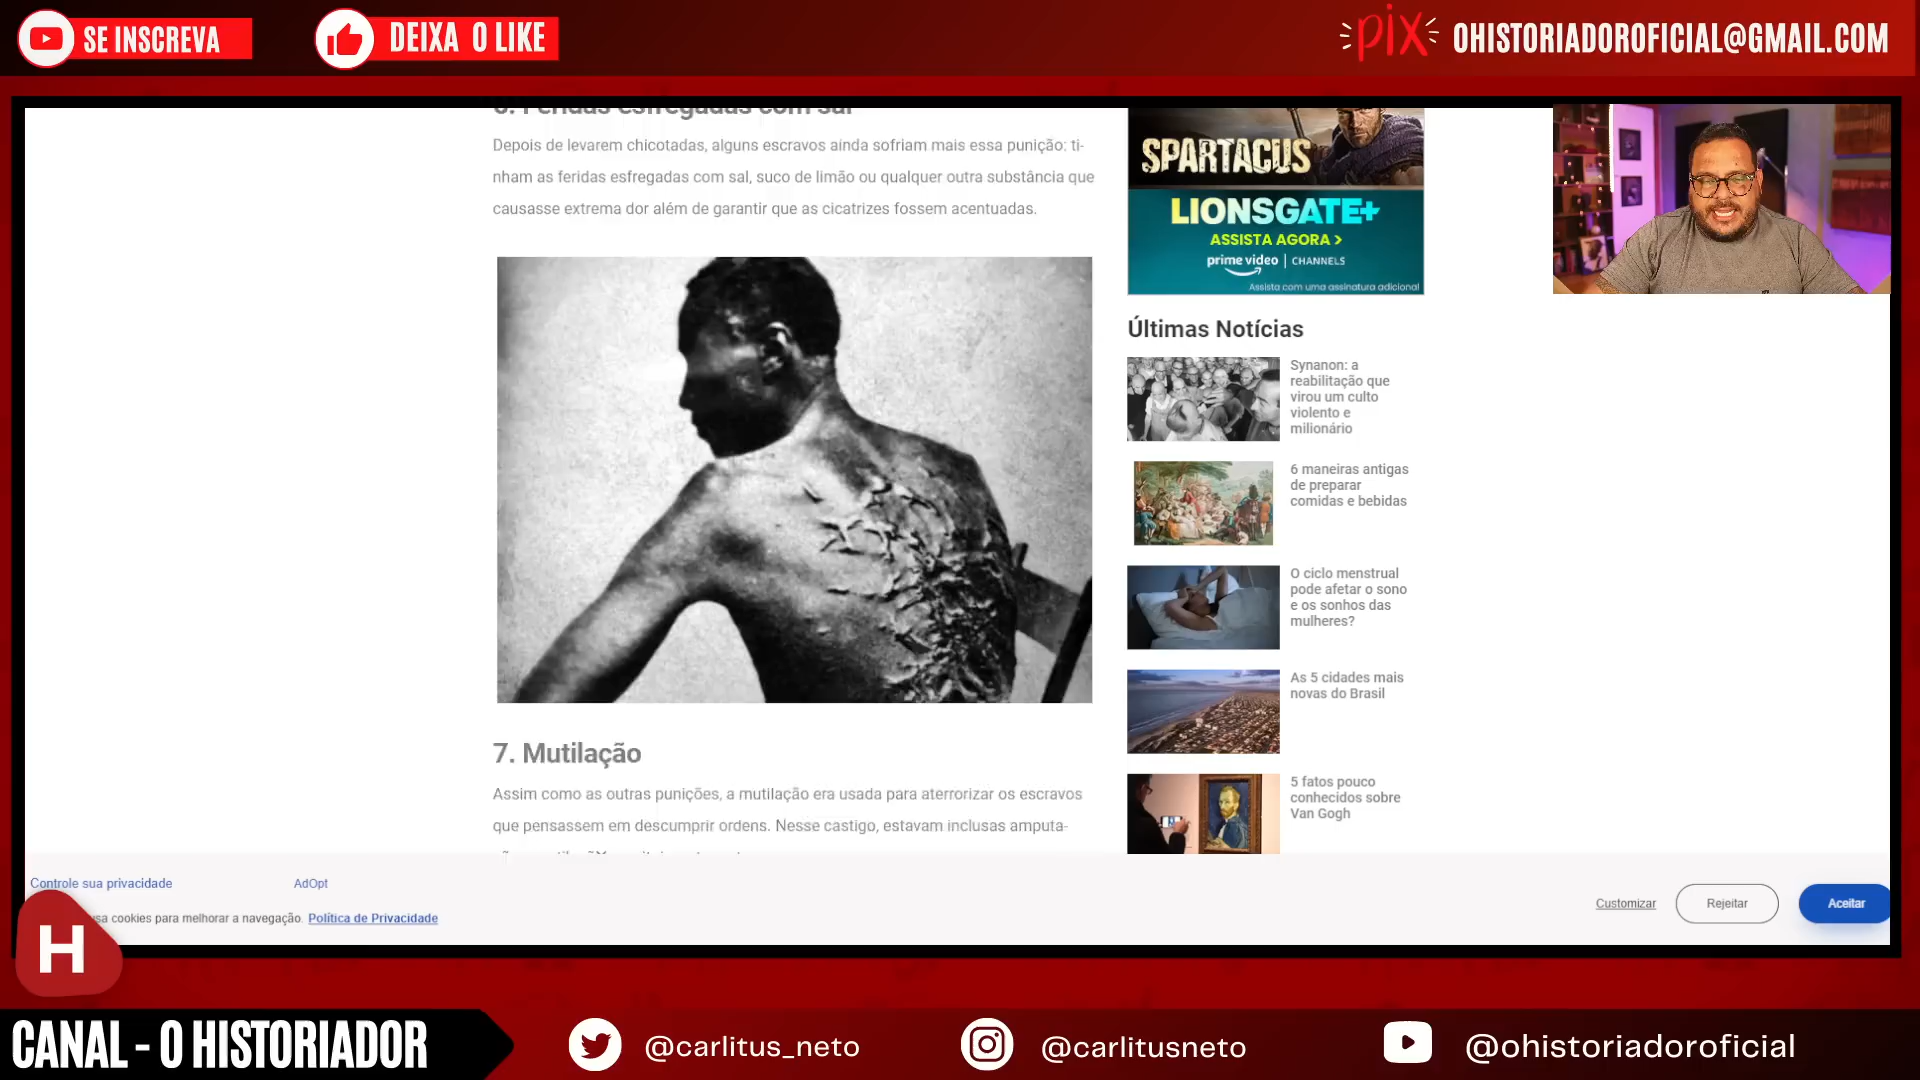 SE INSCREVA
DEIXA O LIKE
pix
OHISTORIADOROFICIAL@GMAIL.COM
6. Feridas esfregadas com sal
Depois de levarem chicotadas, alguns escravos ainda sofriam mais essa punição: ti-
nham as feridas esfregadas com sal, suco de limão ou qualquer outra substância que
causasse extrema dor além de garantir que as cicatrizes fossem acentuadas.
7. Mutilação
Assim como as outras punições, a mutilação era usada para aterrorizar os escravos
que pensassem em descumprir ordens. Nesse castigo, estavam inclusas amputa-
SPARTACUS
LIONSGATE+
ASSISTA AGORA >
prime video | CHANNELS
Assista com uma assinatura adicional
Últimas Notícias
Synanon: a
reabilitação que
virou um culto
violento e
milionário
6 maneiras antigas
de preparar
comidas e bebidas
O ciclo menstrual
pode afetar o sono
e os sonhos das
mulheres?
As 5 cidades mais
novas do Brasil
5 fatos pouco
conhecidos sobre
Van Gogh
Controle sua privacidade
AdOpt
usa cookies para melhorar a navegação. Política de Privacidade
Customizar
Rejeitar
Aceitar
H
CANAL - O HISTORIADOR
@carlitus_neto
@carlitusneto
@ohistoriadoroficial